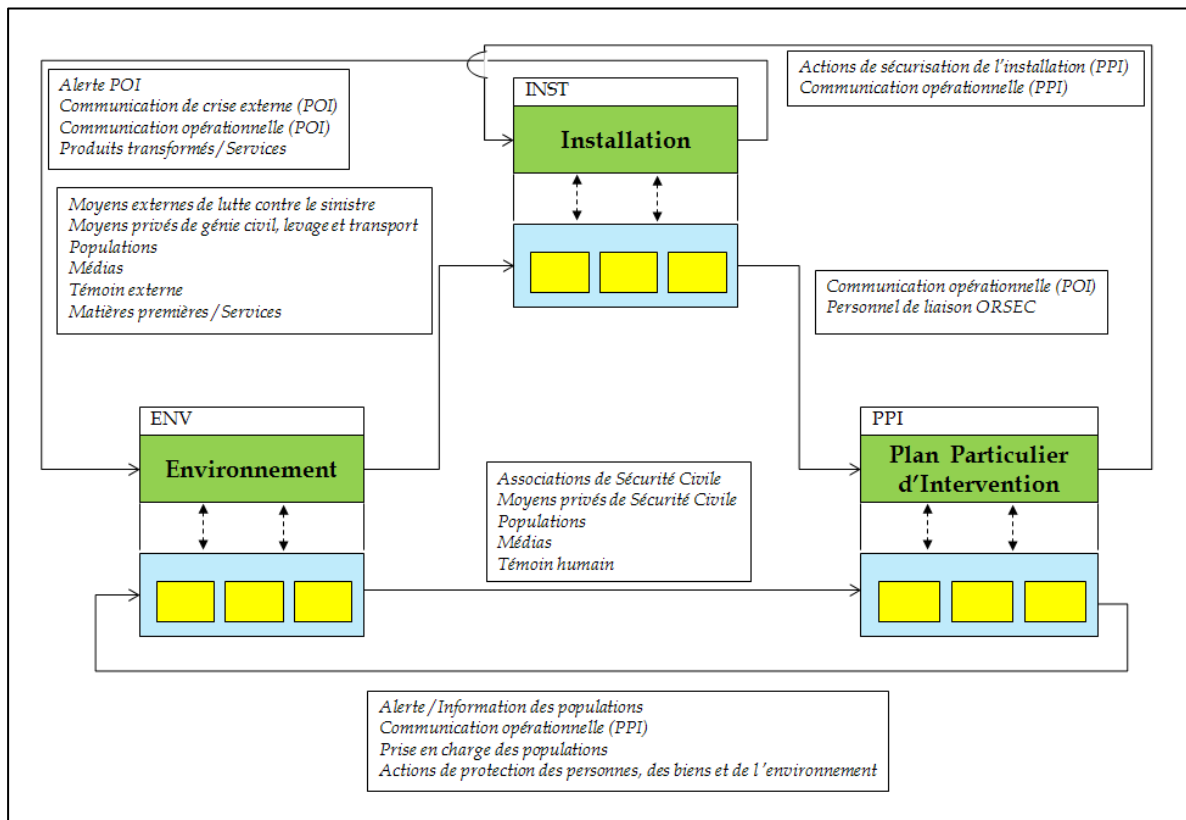 Alerte POI
Communication de crise externe (POI)
Communication opérationnelle (POI)
Produits transformés/Services
INST
Installation
Actions de sécurisation de l'installation (PPI)
Communication opérationnelle (PPI)
Moyens externes de lutte contre le sinistre
Moyens privés de génie civil, levage et transport
Populations
Médias
Témoin externe
Matières premières/Services
Communication opérationnelle (POI)
Personnel de liaison ORSEC
ENV
Environnement
PPI
Plan Particulier
d'Intervention
Associations de Sécurité Civile
Moyens privés de Sécurité Civile
Populations
Médias
Témoin humain
Alerte/Information des populations
Communication opérationnelle (PPI)
Prise en charge des populations
Actions de protection des personnes, des biens et de l'environnement